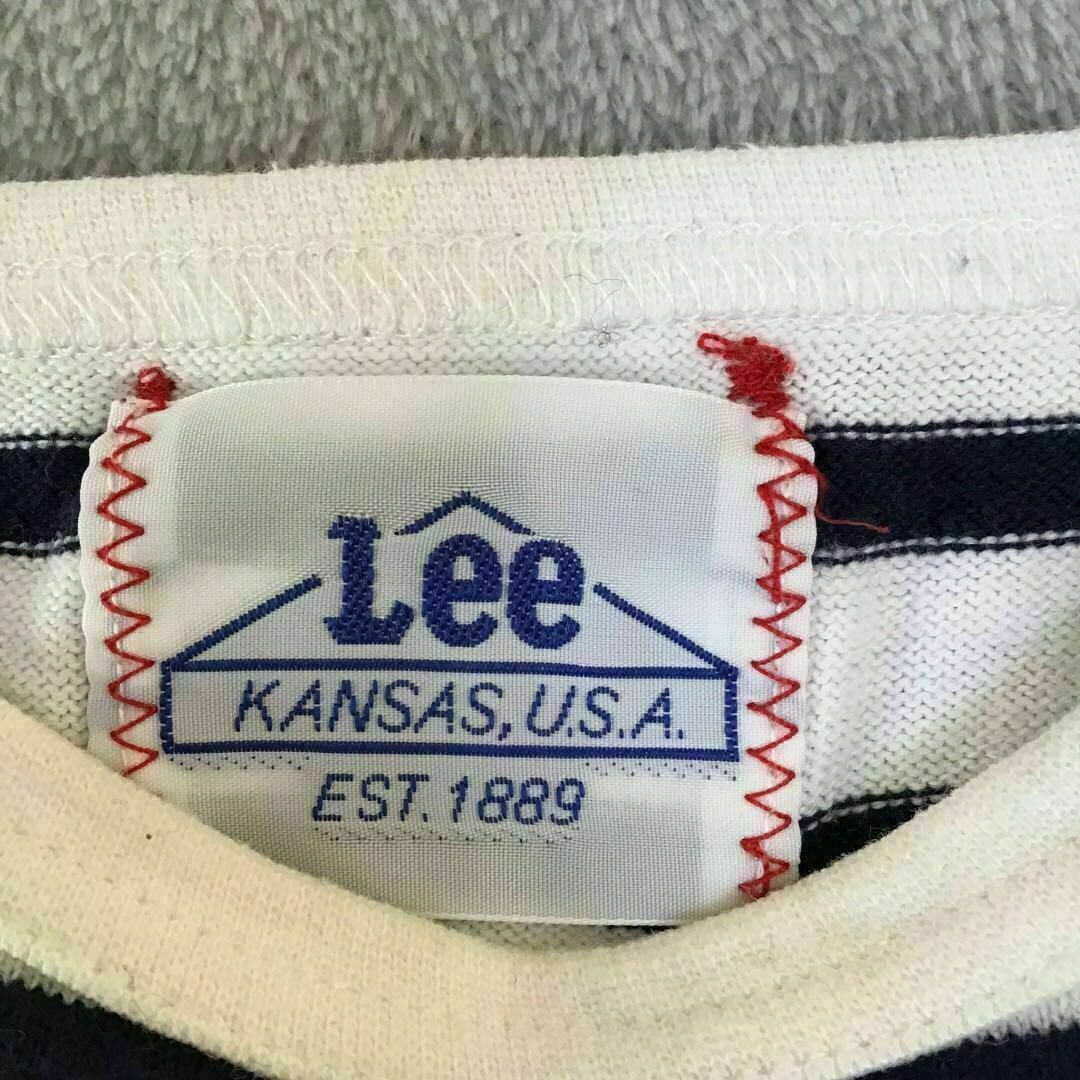 Lee
KANSAS, U.S.A.
EST. 1889